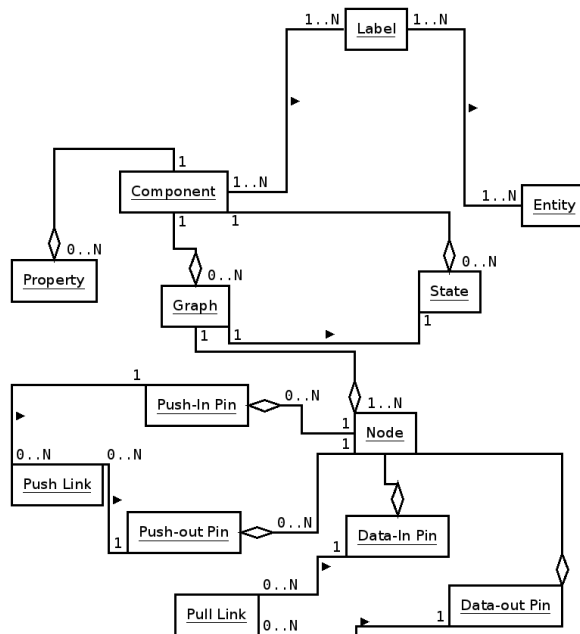 1..N
Label
1..N
1
Component
1..N
1..N
Entity
1
1
0..N
Property
0..N
Graph
State
0..N
1
1
1
1
Push-In Pin
0..N
1..N
1
Node
1
0..N
0..N
Push Link
Push-out Pin
0..N
1
Data-In Pin
1
0..N
Pull Link
0..N
Data-out Pin
1